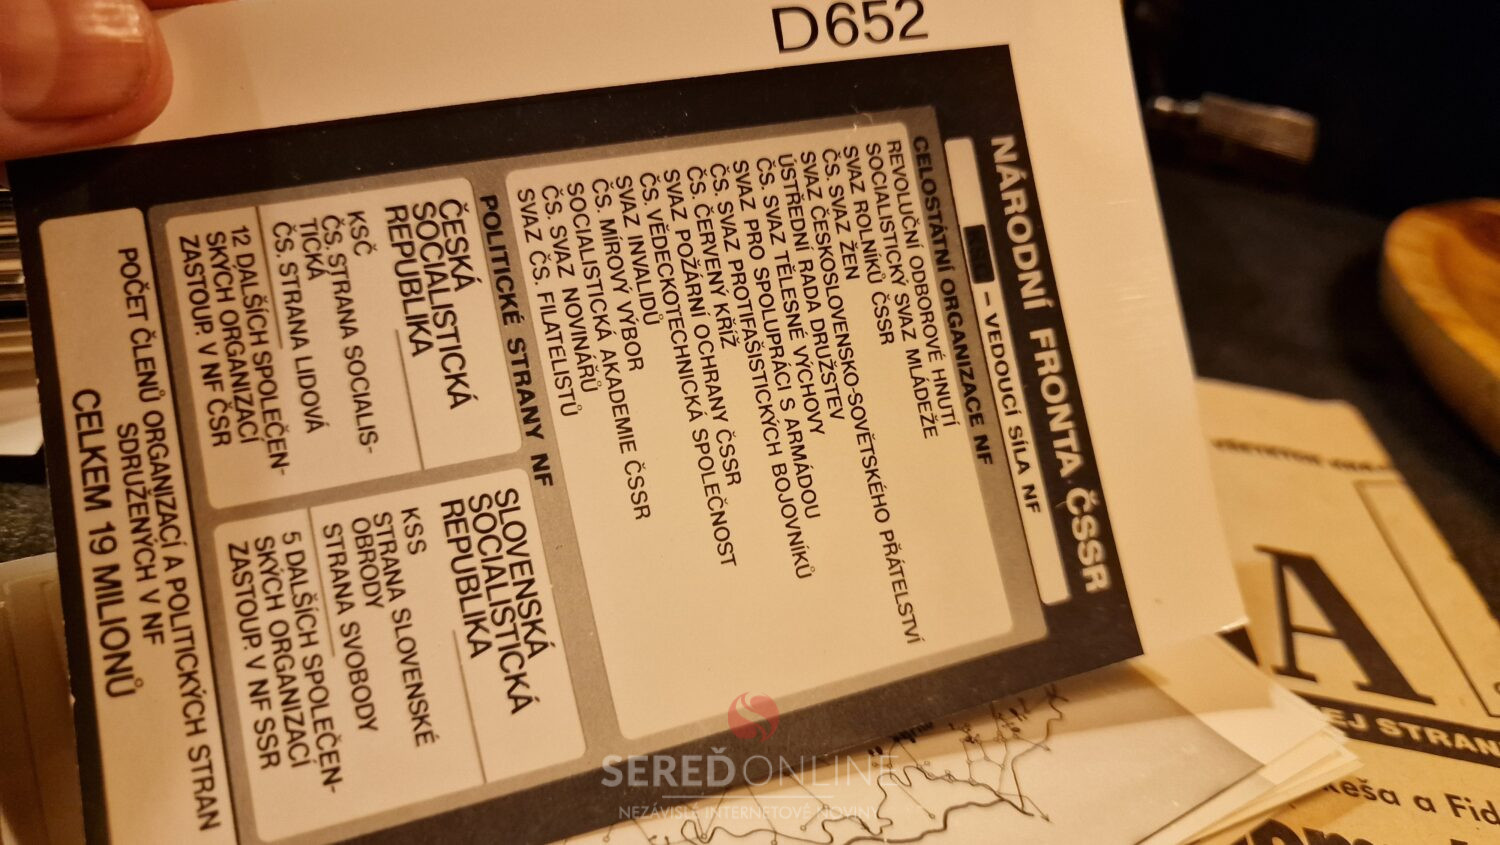 D652
NÁRODNÍ FRONTA ČSSR
KSČ – VEDOUCÍ SÍLA NF
CELOSTÁTNÍ ORGANIZACE NF
REVOLUČNÍ ODBOROVÉ HNUTÍ
SOCIALISTICKÝ SVAZ MLÁDEŽE
SVAZ ROLNÍKŮ ČSSR
ČS. SVAZ ŽEN
SVAZ ČESKOSLOVENSKO-SOVĚTSKÉHO PŘÁTELSTVÍ
ÚSTŘEDNÍ RADA DRUŽSTEV
ČS. SVAZ TĚLESNÉ VÝCHOVY
SVAZ PRO SPOLUPRÁCI S ARMÁDOU
ČS. SVAZ PROTIFAŠISTICKÝCH BOJOVNÍKŮ
ČS. ČERVENÝ KŘÍŽ
SVAZ POŽÁRNÍ OCHRANY ČSSR
ČS. VĚDECKOTECHNICKÁ SPOLEČNOST
SVAZ INVALIDŮ
ČS. MÍROVÝ VÝBOR
SOCIALISTICKÁ AKADEMIE ČSSR
ČS. SVAZ NOVINÁŘŮ
SVAZ ČS. FILATELISTŮ
POLITICKÉ STRANY NF
ČESKÁ
SOCIALISTICKÁ
REPUBLIKA
KSČ
ČS. STRANA SOCIALIS-
TICKÁ
ČS. STRANA LIDOVÁ
12 DALŠÍCH SPOLEČEN-
SKÝCH ORGANIZACÍ
ZASTOUP. V NF ČSR
SLOVENSKÁ
SOCIALISTICKÁ
REPUBLIKA
KSS
STRANA SLOVENSKÉ
OBRODY
STRANA SVOBODY
5 DALŠÍCH SPOLEČEN-
SKÝCH ORGANIZACÍ
ZASTOUP. V NF SSR
POČET ČLENŮ ORGANIZACÍ A POLITICKÝCH STRAN
SDRUŽENÝCH V NF
CELKEM 19 MILIONŮ
A
EJ STRAN
Keša a Fid
SEREĎONLINE
NEZÁVISLÉ INTERNETOVÉ NOVINY